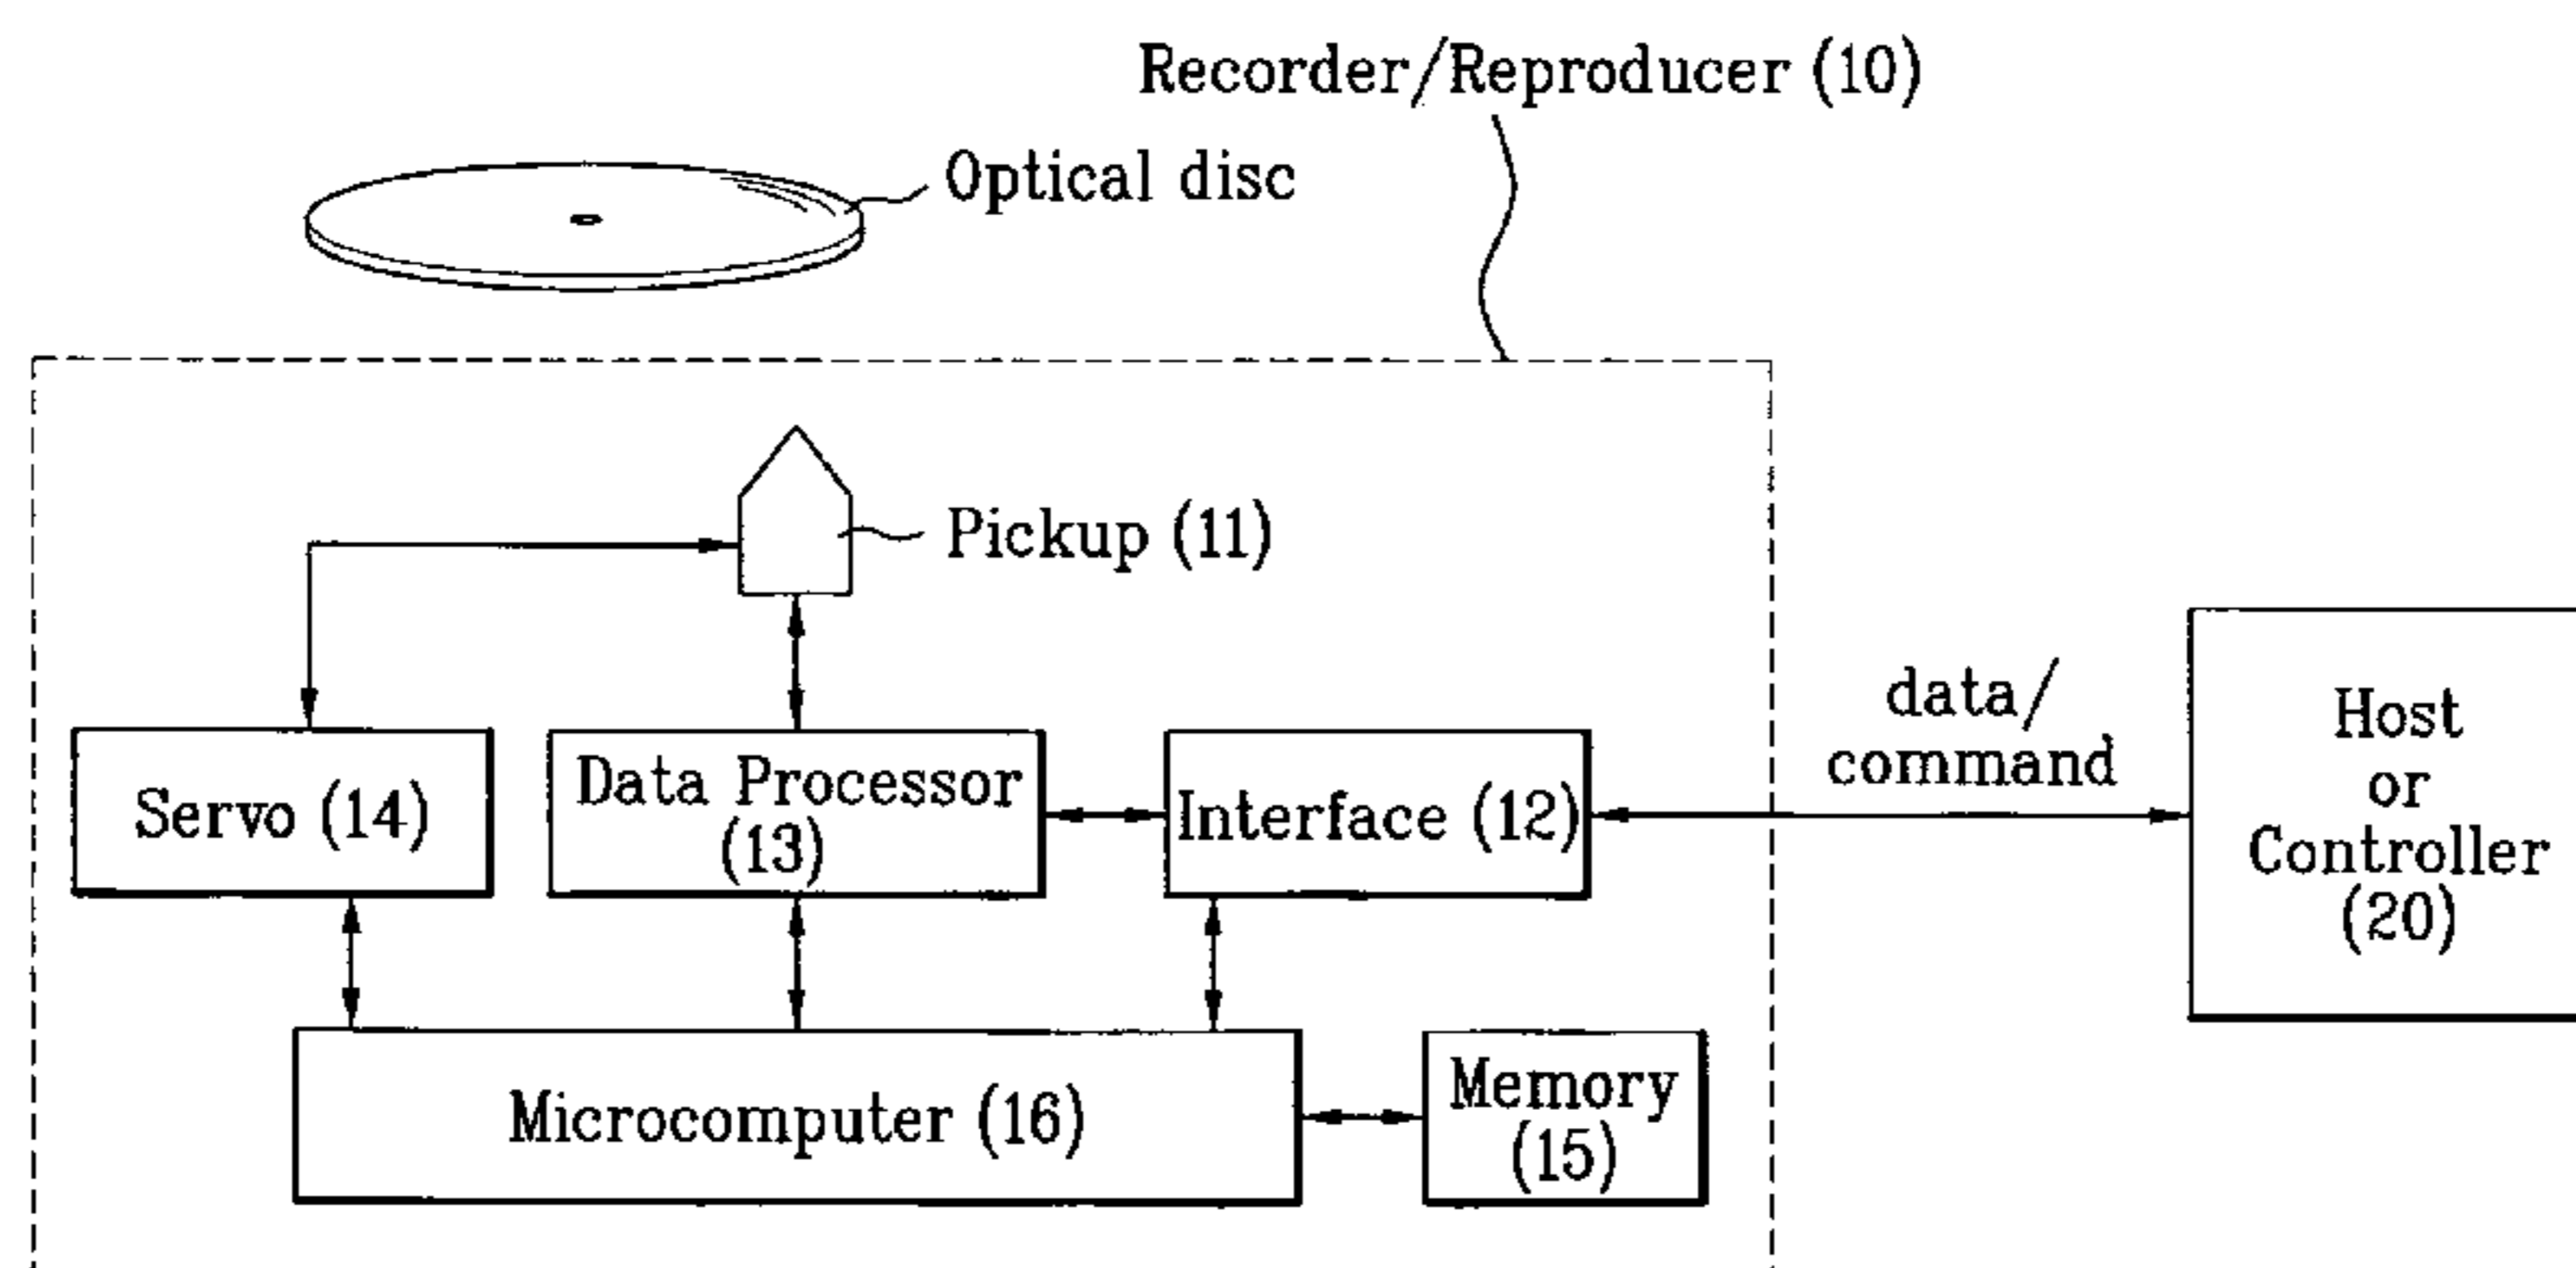 Recorder/Reproducer (10)
Optical disc
Pickup (11)
Servo (14)
Data Processor
(13)
Interface (12)
data/
command
Host
or
Controller
(20)
Microcomputer (16)
Memory
(15)